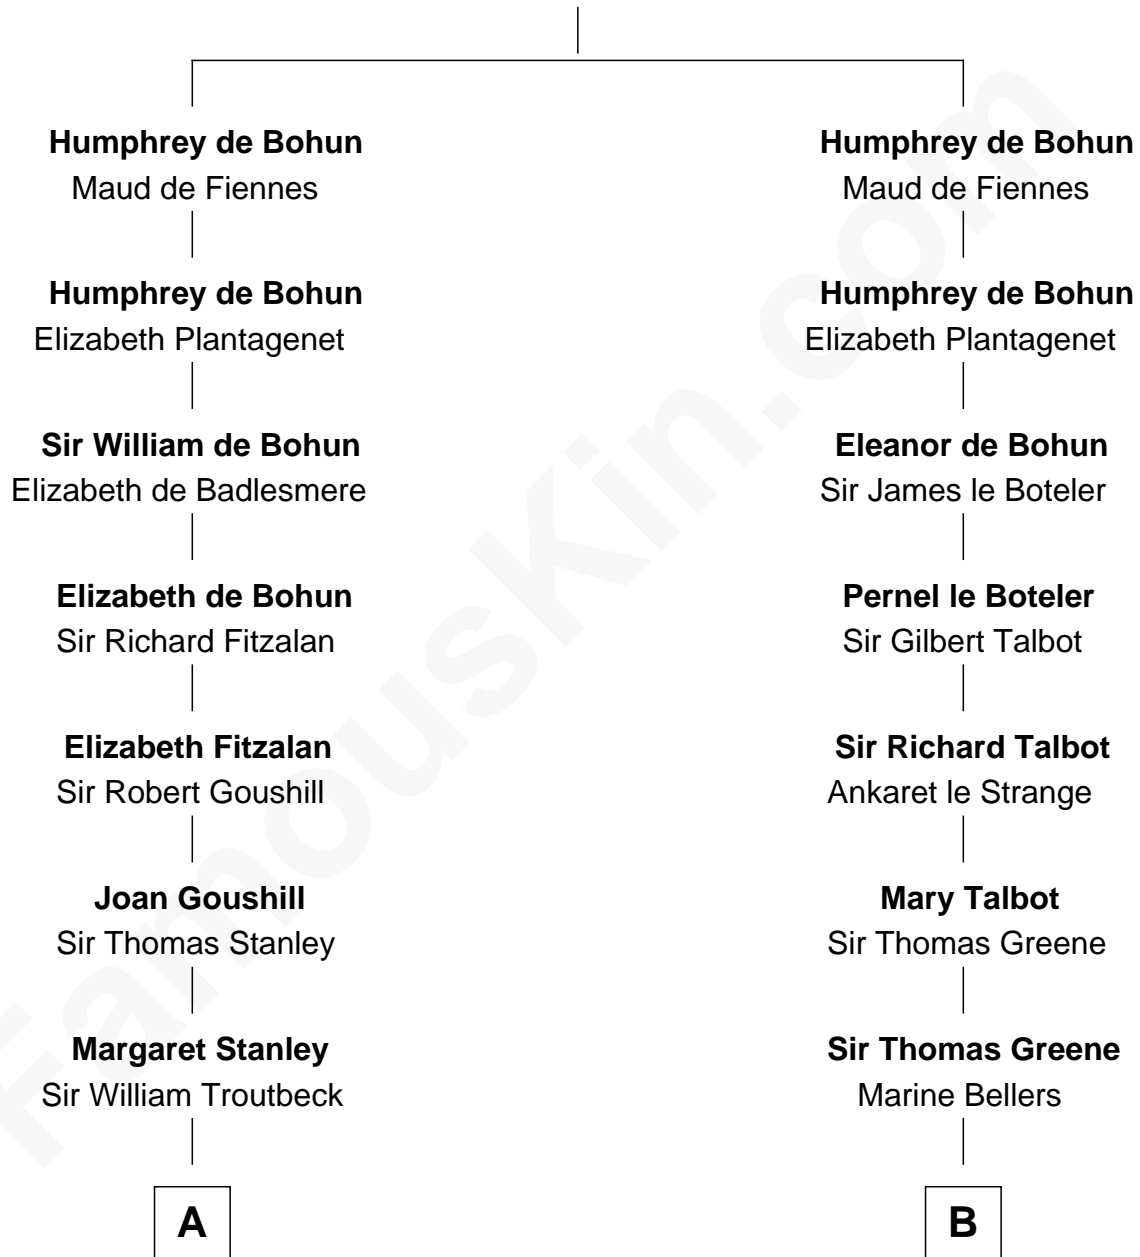 Humphrey de Bohun
Maud de Fiennes
Humphrey de Bohun
Elizabeth Plantagenet
Sir William de Bohun
Elizabeth de Badlesmere
Elizabeth de Bohun
Sir Richard Fitzalan
Elizabeth Fitzalan
Sir Robert Goushill
Joan Goushill
Sir Thomas Stanley
Margaret Stanley
Sir William Troutbeck
A
Humphrey de Bohun
Maud de Fiennes
Humphrey de Bohun
Elizabeth Plantagenet
Eleanor de Bohun
Sir James le Boteler
Pernel le Boteler
Sir Gilbert Talbot
Sir Richard Talbot
Ankaret le Strange
Mary Talbot
Sir Thomas Greene
Sir Thomas Greene
Marine Bellers
B
FamousKin.com